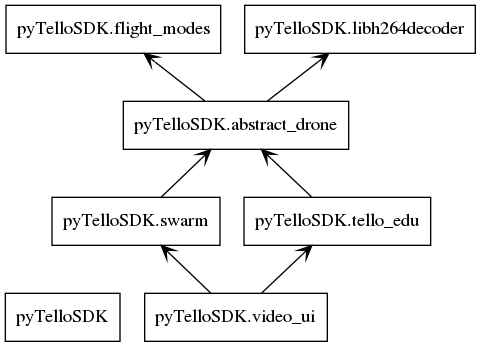 pyTelloSDK.flight_modes
pyTelloSDK.libh264decoder
pyTelloSDK.abstract_drone
pyTelloSDK.swarm
pyTelloSDK.tello_edu
pyTelloSDK
pyTelloSDK.video_ui